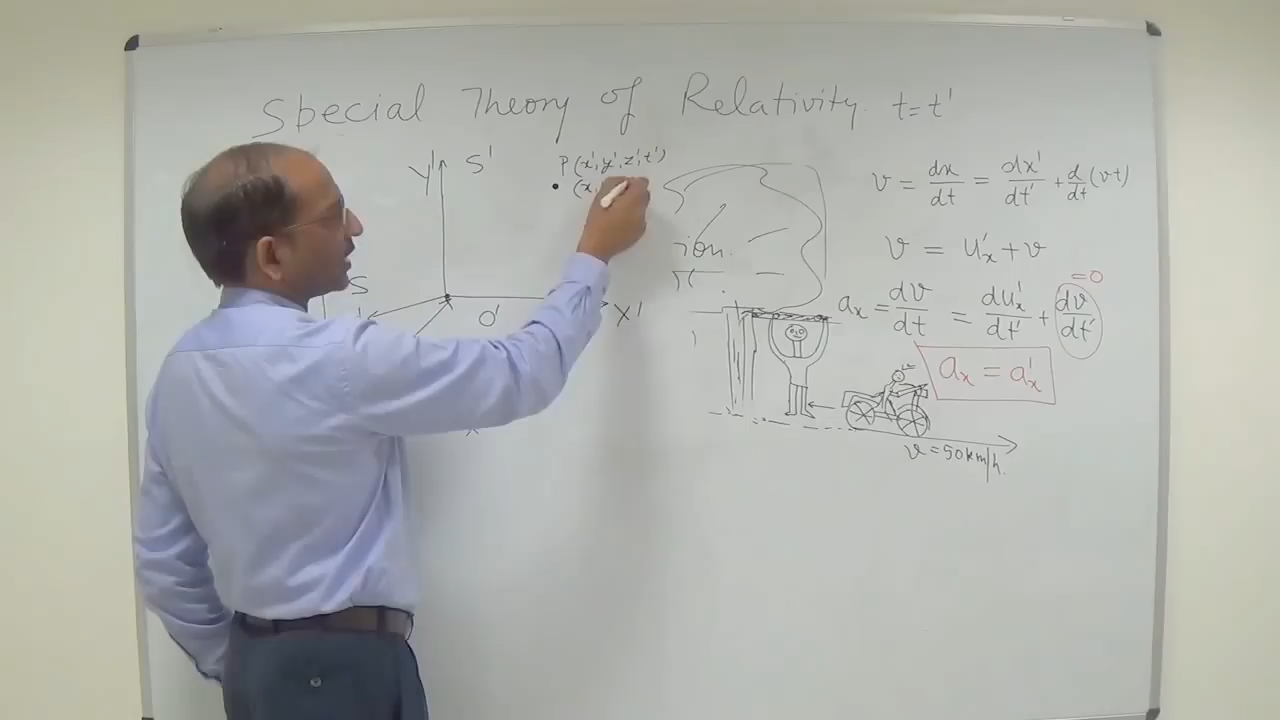 Special Theory of Relativity. t = t'
Y' S'
P(x', y', z', t')
(x,
S
O' X'
ion.
v = dx/dt = dx'/dt' + d/dt (vt)
v = u'x + v
ax = dv/dt = du'x/dt' + dv/dt' = 0
ax = a'x
v = 50 km/h.